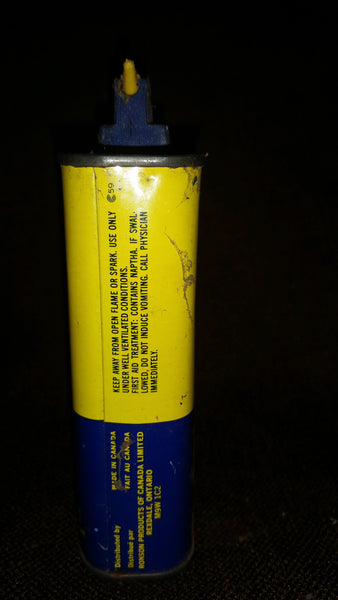 C 59
KEEP AWAY FROM OPEN FLAME OR SPARK. USE ONLY
UNDER WELL VENTILATED CONDITIONS.
FIRST AID TREATMENT: CONTAINS NAPTHA. IF SWAL-
LOWED, DO NOT INDUCE VOMITING. CALL PHYSICIAN
IMMEDIATELY.
MADE IN CANADA
FAIT AU CANADA
Distributed by
Distribué par
RONSON PRODUCTS OF CANADA LIMITED
REXDALE, ONTARIO
M9W 1C2